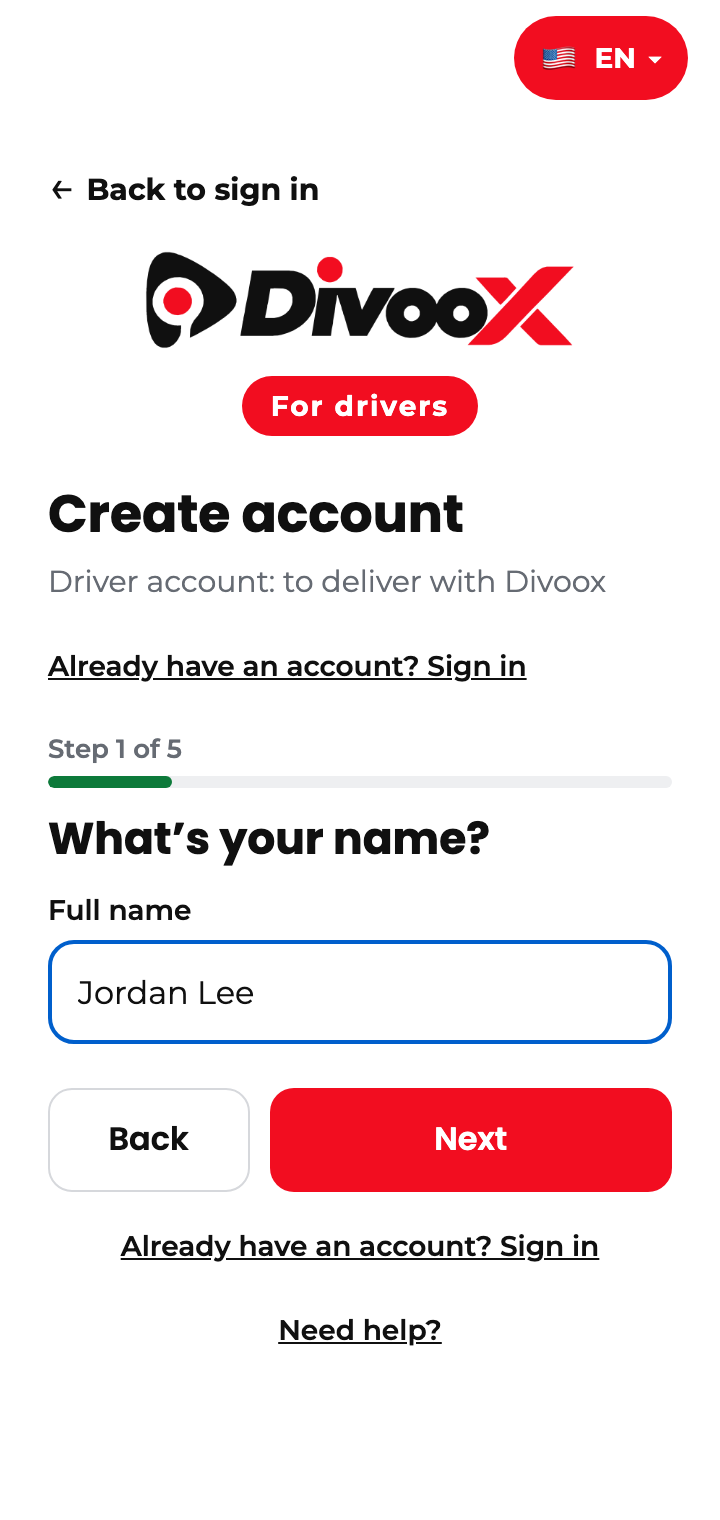 EN
← Back to sign in
DivooX
For drivers
Create account
Driver account: to deliver with Divoox
Already have an account? Sign in
Step 1 of 5
What’s your name?
Full name
Jordan Lee
Back Next
Already have an account? Sign in
Need help?